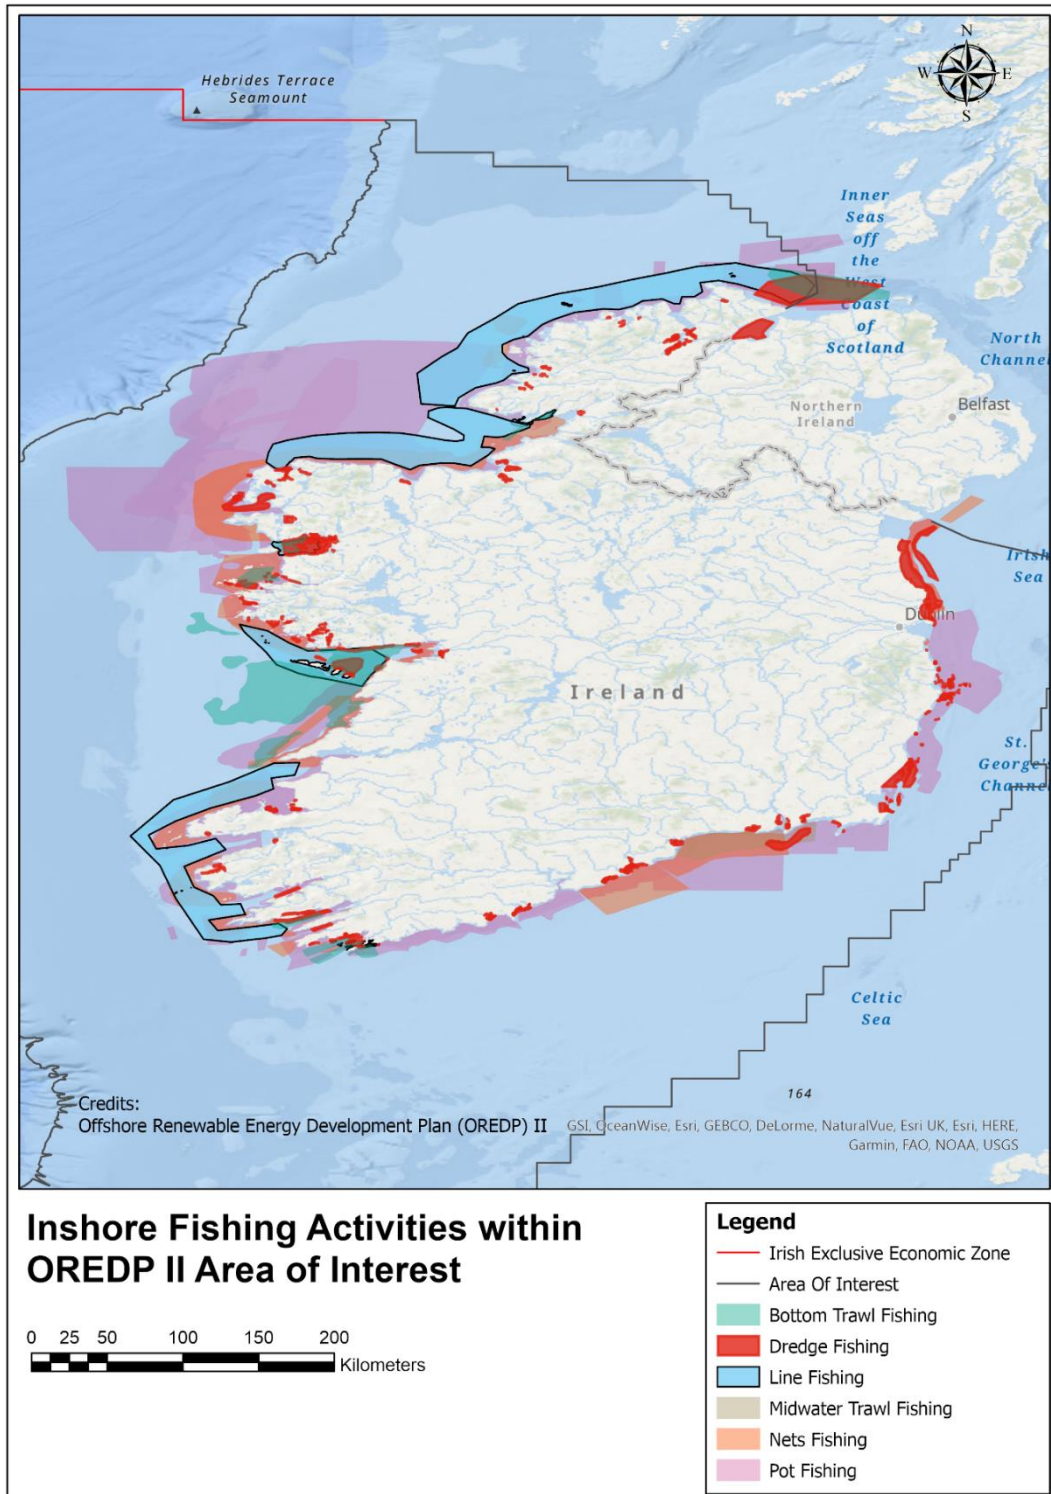 N
W E
S
Hebrides Terrace
Seamount
Inner
Seas
off
the
West
Coast
of
Scotland
North
Channel
Northern
Ireland
Belfast
Irish
Sea
Dublin
Ireland
St.
George's
Channel
Celtic
Sea
164
Credits:
Offshore Renewable Energy Development Plan (OREDP) II
GSI, OceanWise, Esri, GEBCO, DeLorme, NaturalVue, Esri UK, Esri, HERE,
Garmin, FAO, NOAA, USGS
Inshore Fishing Activities within
OREDP II Area of Interest
0 25 50 100 150 200
Kilometers
Legend
Irish Exclusive Economic Zone
Area Of Interest
Bottom Trawl Fishing
Dredge Fishing
Line Fishing
Midwater Trawl Fishing
Nets Fishing
Pot Fishing